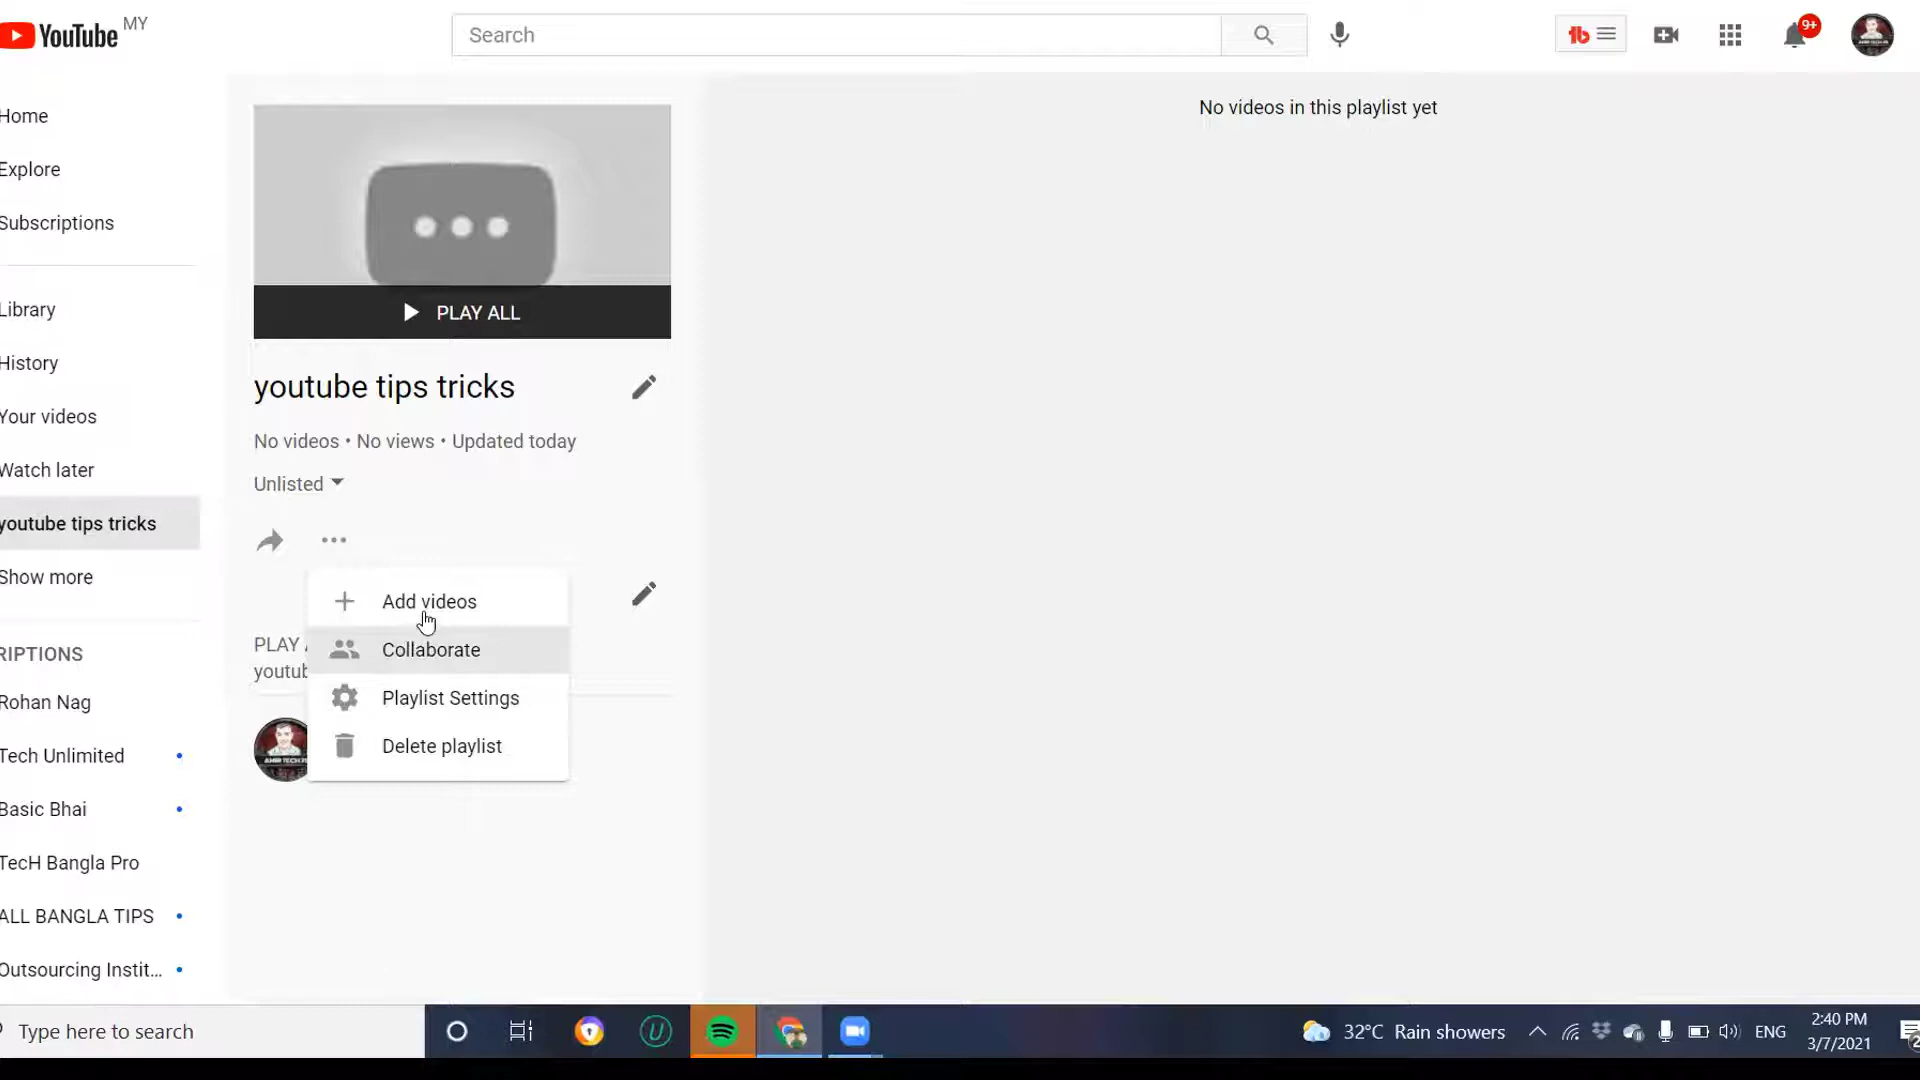 YouTube MY
Search
9+
Home
Explore
Subscriptions
Library
History
Your videos
Watch later
youtube tips tricks
Show more
RIPTIONS
Rohan Nag
Tech Unlimited
Basic Bhai
TecH Bangla Pro
ALL BANGLA TIPS
Outsourcing Instit...
PLAY ALL
youtube tips tricks
No videos • No views • Updated today
Unlisted
Add videos
Collaborate
Playlist Settings
Delete playlist
PLAY
youtub
No videos in this playlist yet
Type here to search
32°C Rain showers
ENG
2:40 PM
3/7/2021
2